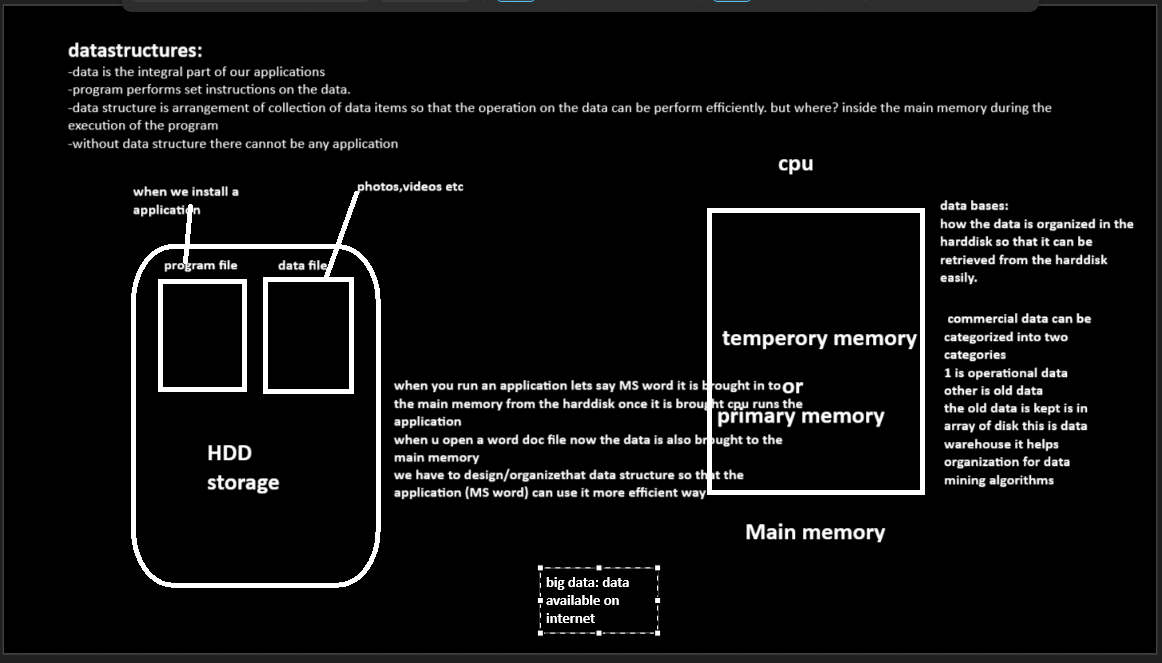 datastructures:
-data is the integral part of our applications
-program performs set instructions on the data.
-data structure is arrangement of collection of data items so that the operation on the data can be perform efficiently. but where? inside the main memory during the
execution of the program
-without data structure there cannot be any application
cpu
when we install a
application
photos,videos etc
program file
data file
HDD
storage
when you run an application lets say MS word it is brought in to
the main memory from the harddisk once it is brought cpu runs the
application
when u open a word doc file now the data is also brought to the
main memory
we have to design/organizethat data structure so that the
application (MS word) can use it more efficient way
temperory memory
or
primary memory
Main memory
data bases:
how the data is organized in the
harddisk so that it can be
retrieved from the harddisk
easily.
commercial data can be
categorized into two
categories
1 is operational data
other is old data
the old data is kept is in
array of disk this is data
warehouse it helps
organization for data
mining algorithms
big data: data
available on
internet